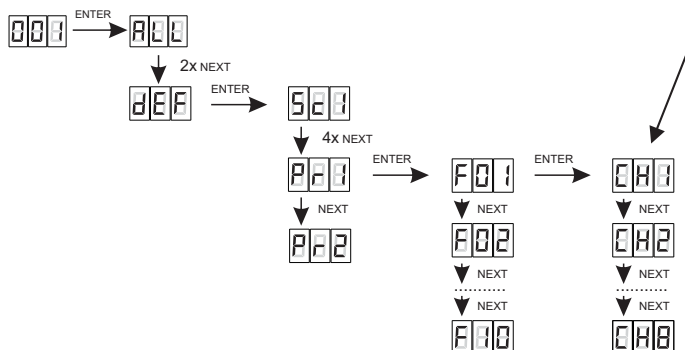 001 ENTER ALL
2x NEXT
dEF ENTER Sc1
4x NEXT
Pr1 ENTER F01 ENTER CH1
NEXT NEXT NEXT
Pr2 F02 CH2
NEXT NEXT
NEXT NEXT
F10 CH8